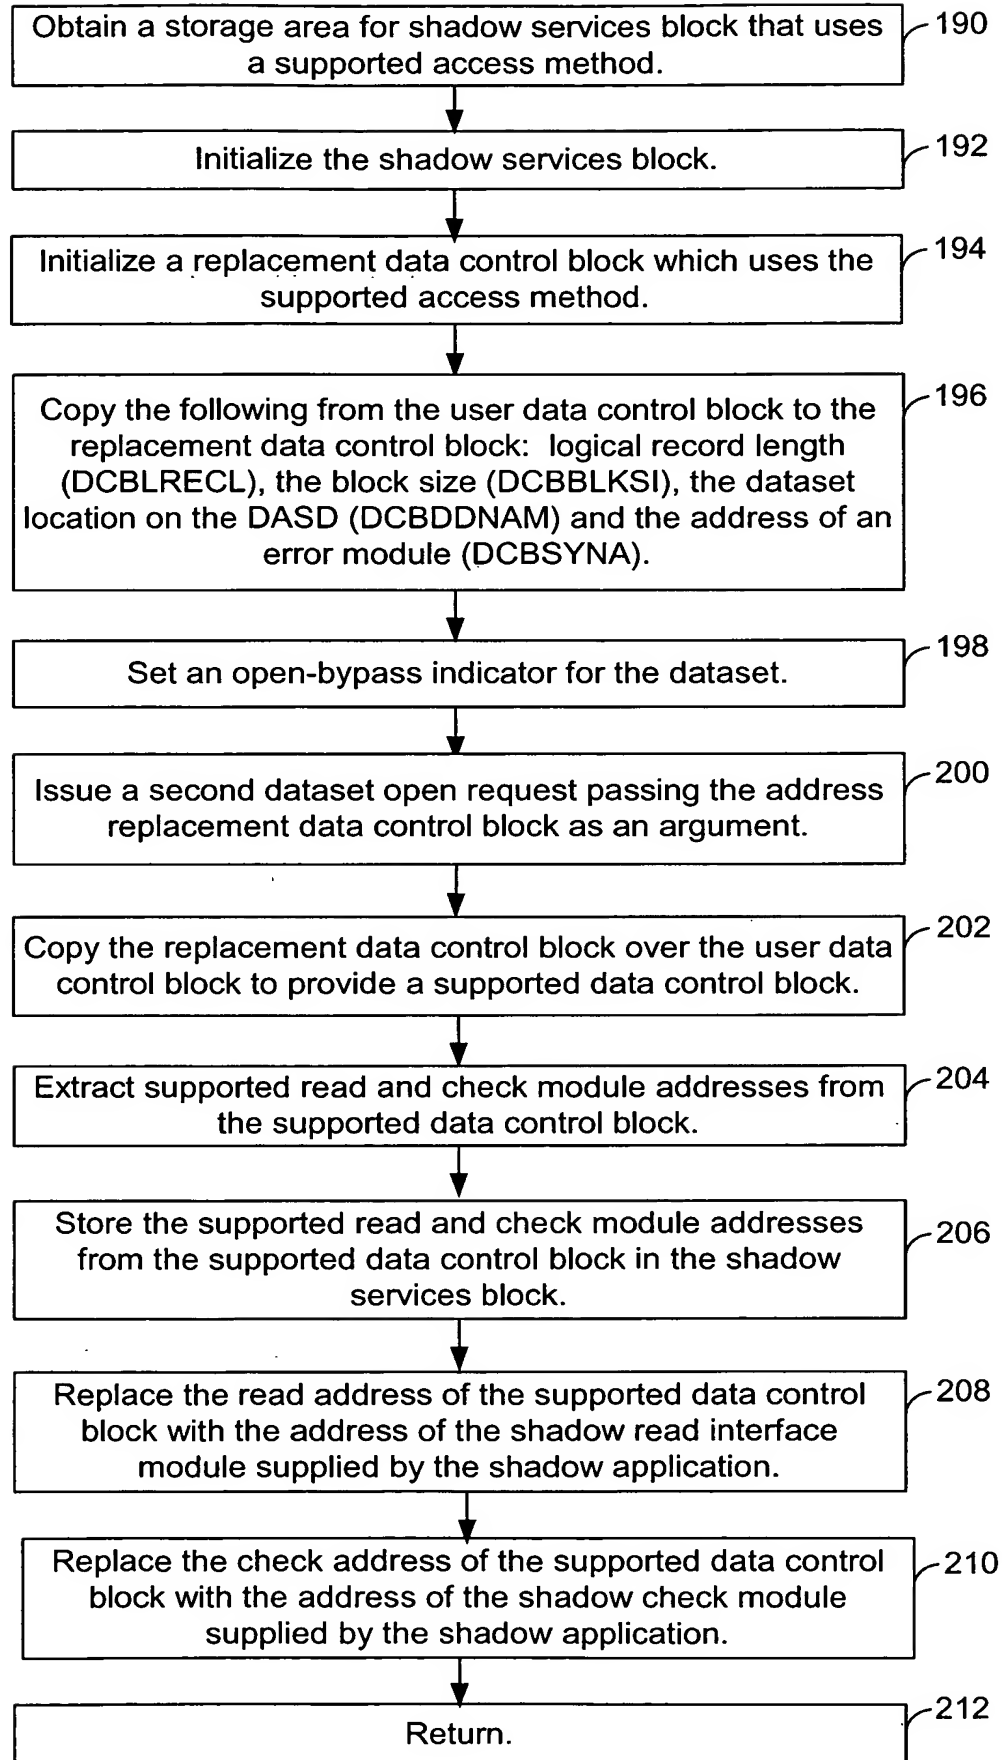 Obtain a storage area for shadow services block that uses
a supported access method.
190
Initialize the shadow services block.
192
Initialize a replacement data control block which uses the
supported access method.
194
Copy the following from the user data control block to the
replacement data control block: logical record length
(DCBLRECL), the block size (DCBBLKSI), the dataset
location on the DASD (DCBDDNAM) and the address of an
error module (DCBSYNA).
196
Set an open-bypass indicator for the dataset.
198
Issue a second dataset open request passing the address
replacement data control block as an argument.
200
Copy the replacement data control block over the user data
control block to provide a supported data control block.
202
Extract supported read and check module addresses from
the supported data control block.
204
Store the supported read and check module addresses
from the supported data control block in the shadow
services block.
206
Replace the read address of the supported data control
block with the address of the shadow read interface
module supplied by the shadow application.
208
Replace the check address of the supported data control
block with the address of the shadow check module
supplied by the shadow application.
210
Return.
212